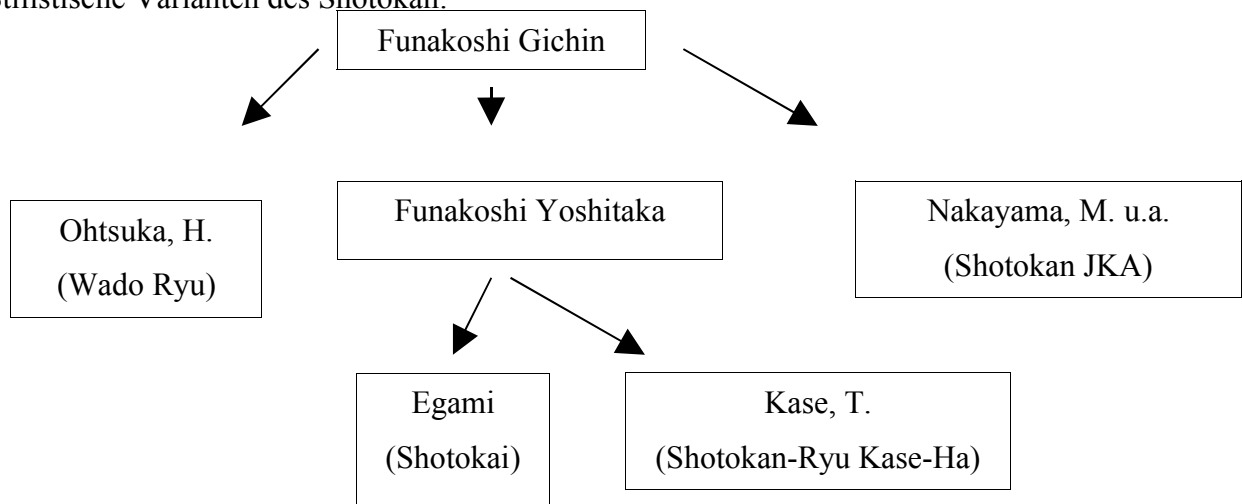 Stilistische Varianten des Shotokan:
Funakoshi Gichin
Ohtsuka, H.
(Wado Ryu)
Funakoshi Yoshitaka
Nakayama, M. u.a.
(Shotokan JKA)
Egami
(Shotokai)
Kase, T.
(Shotokan-Ryu Kase-Ha)